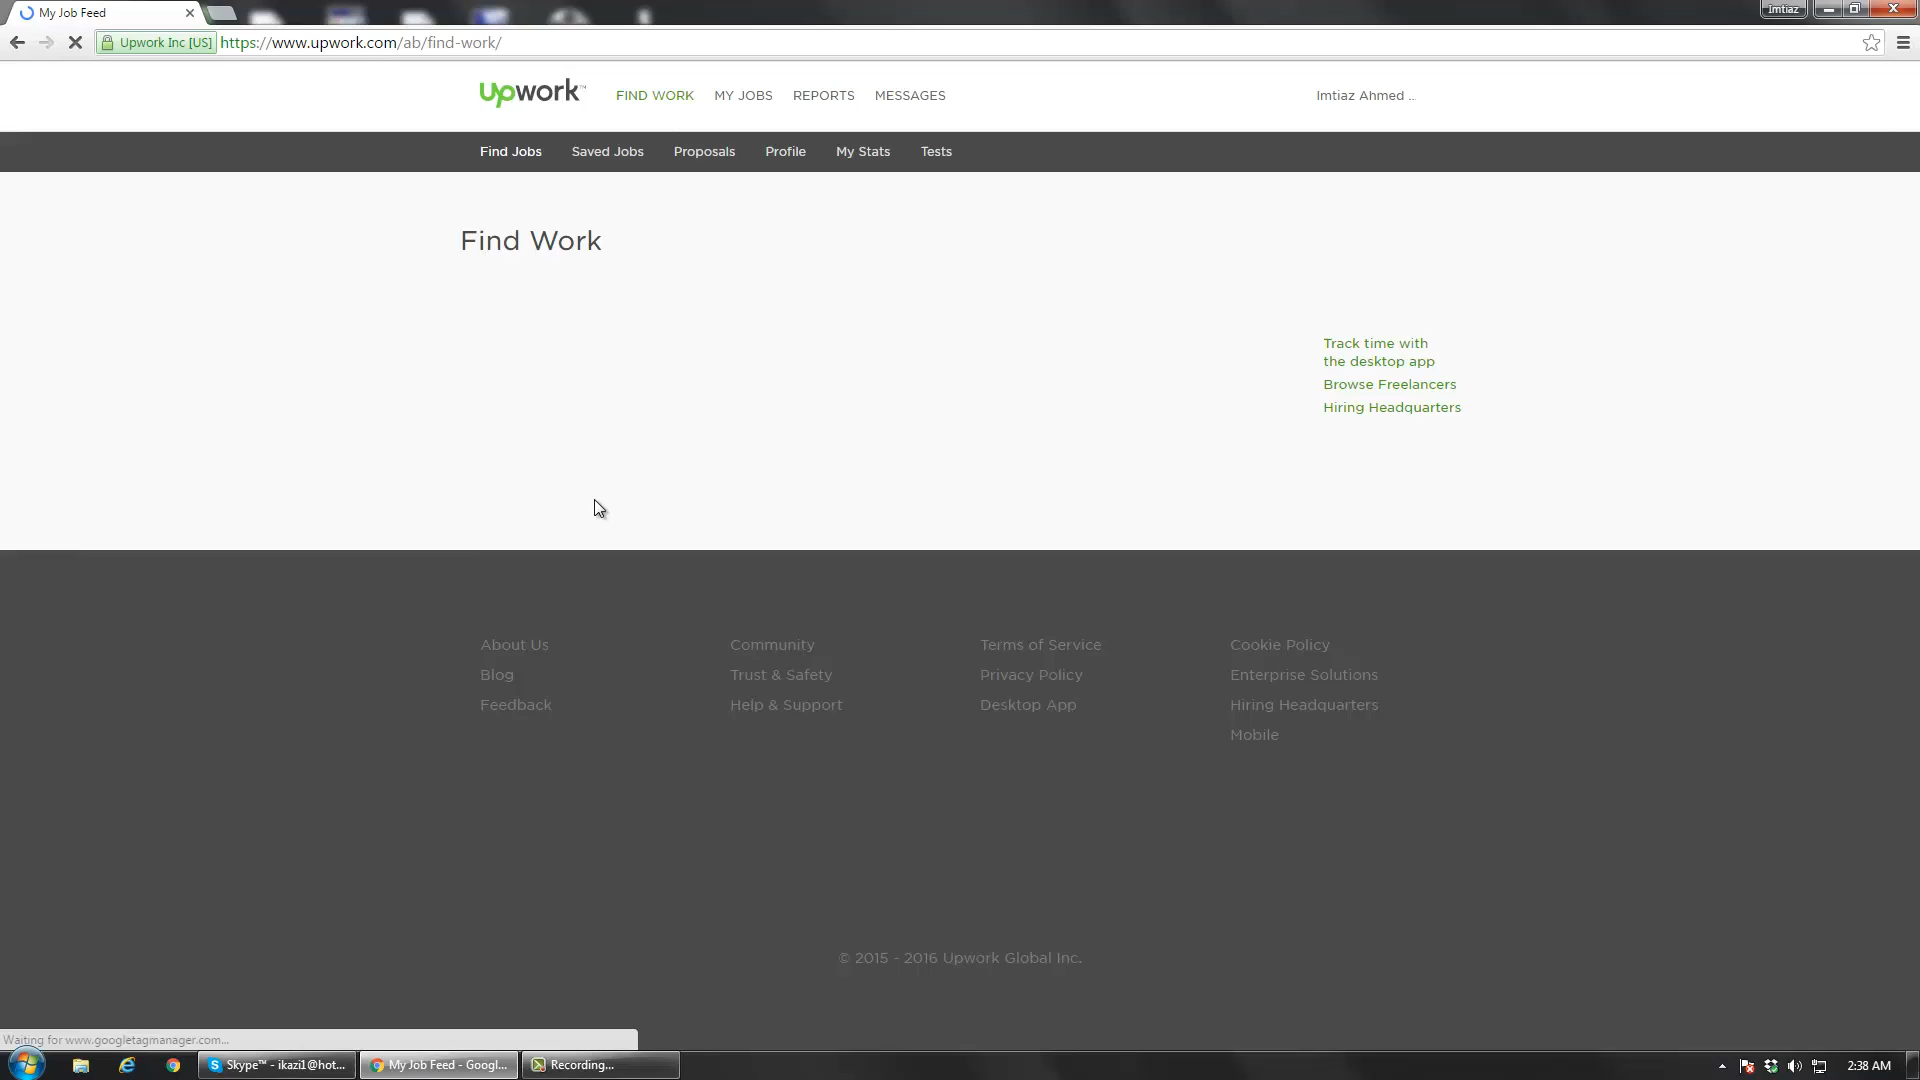 My Job Feed
Imtiaz
Upwork Inc [US] https://www.upwork.com/ab/find-work/
upwork™ FIND WORK MY JOBS REPORTS MESSAGES Imtiaz Ahmed ...
Find Jobs Saved Jobs Proposals Profile My Stats Tests
Find Work
Track time with
the desktop app
Browse Freelancers
Hiring Headquarters
About Us Community Terms of Service Cookie Policy
Blog Trust & Safety Privacy Policy Enterprise Solutions
Feedback Help & Support Desktop App Hiring Headquarters
Mobile
© 2015 - 2016 Upwork Global Inc.
Waiting for www.googletagmanager.com...
Skype™ - ikazi1@hot... My Job Feed - Googl... Recording... 2:38 AM